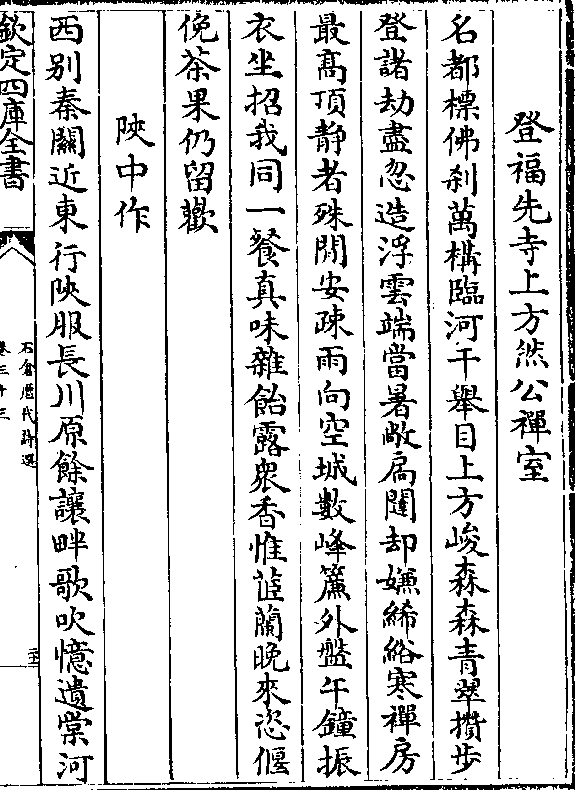 登福先寺上方然公禪室
名都標佛刹萬構臨河干舉目上方峻森森青翠攢步
登諸劫盡忽造浮雲端當暑敞扃闥却嫌絺綌寒禪房
最高頂靜者殊閒安疎雨向空城數峰簾外盤午鐘振
衣坐招我同一餐真味雜飴露衆香惟茝蘭晚來恣偃
俛茶果仍留歡
陜中作
西別秦關近東行陜服長川原餘讓畔歌吹憶遺棠河
欽定四庫全書
石倉歴代詩選
卷三十三